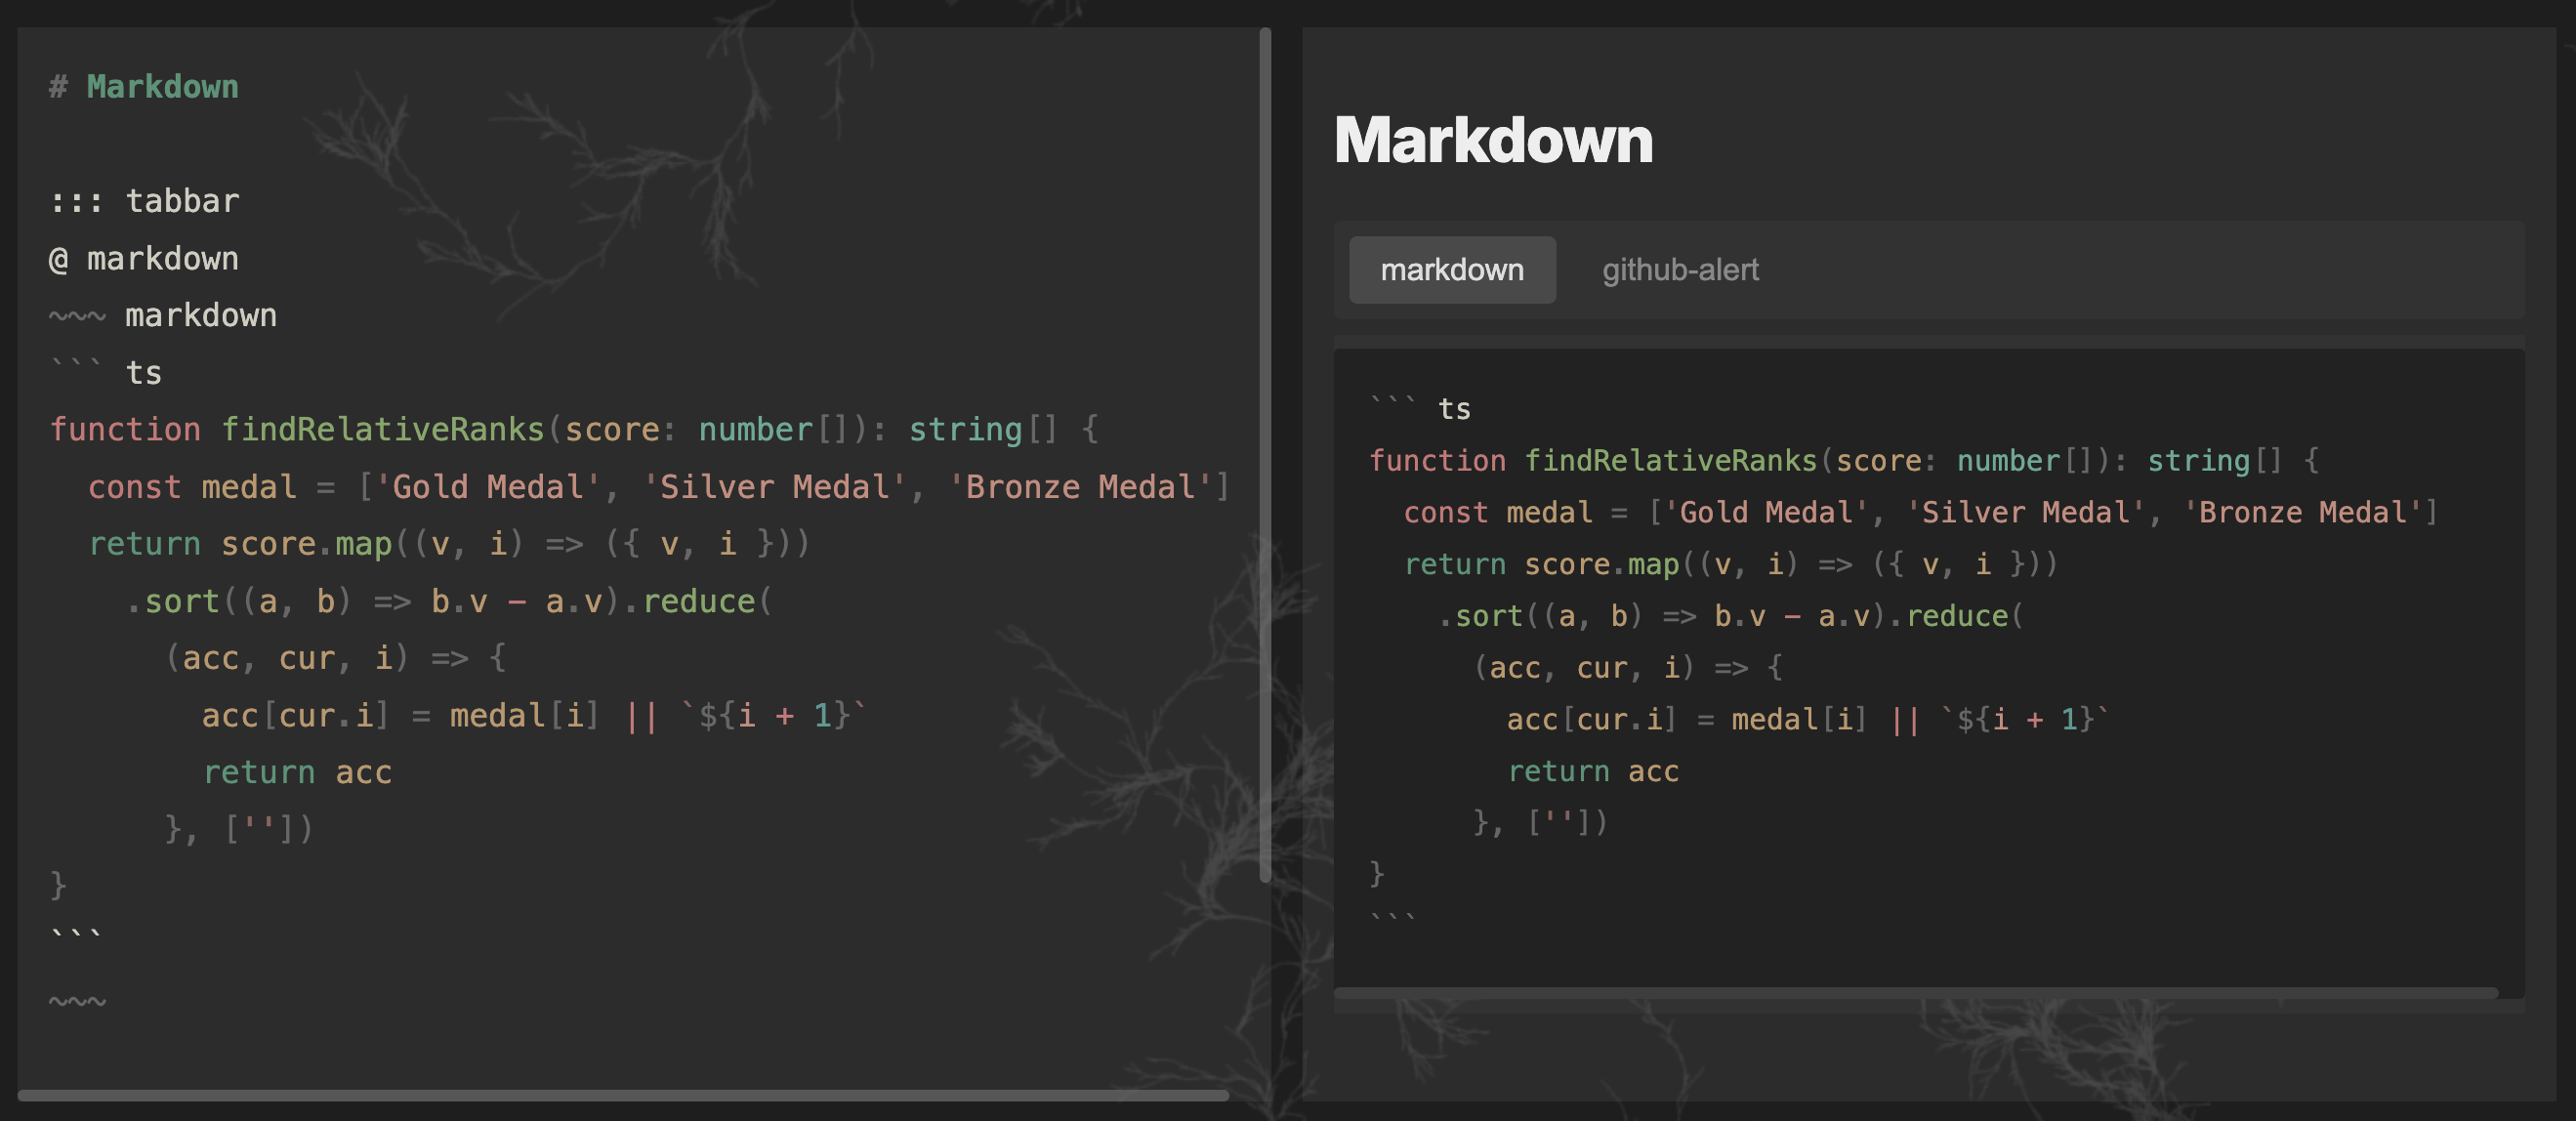 # Markdown
::: tabbar
@ markdown
~~~ markdown
``` ts
function findRelativeRanks(score: number[]): string[] {
  const medal = ['Gold Medal', 'Silver Medal', 'Bronze Medal']
  return score.map((v, i) => ({ v, i }))
    .sort((a, b) => b.v - a.v).reduce(
      (acc, cur, i) => {
        acc[cur.i] = medal[i] || `${i + 1}`
        return acc
      }, [''])
}
```
~~~
Markdown
markdown github-alert
``` ts
function findRelativeRanks(score: number[]): string[] {
  const medal = ['Gold Medal', 'Silver Medal', 'Bronze Medal']
  return score.map((v, i) => ({ v, i }))
    .sort((a, b) => b.v - a.v).reduce(
      (acc, cur, i) => {
        acc[cur.i] = medal[i] || `${i + 1}`
        return acc
      }, [''])
}
```